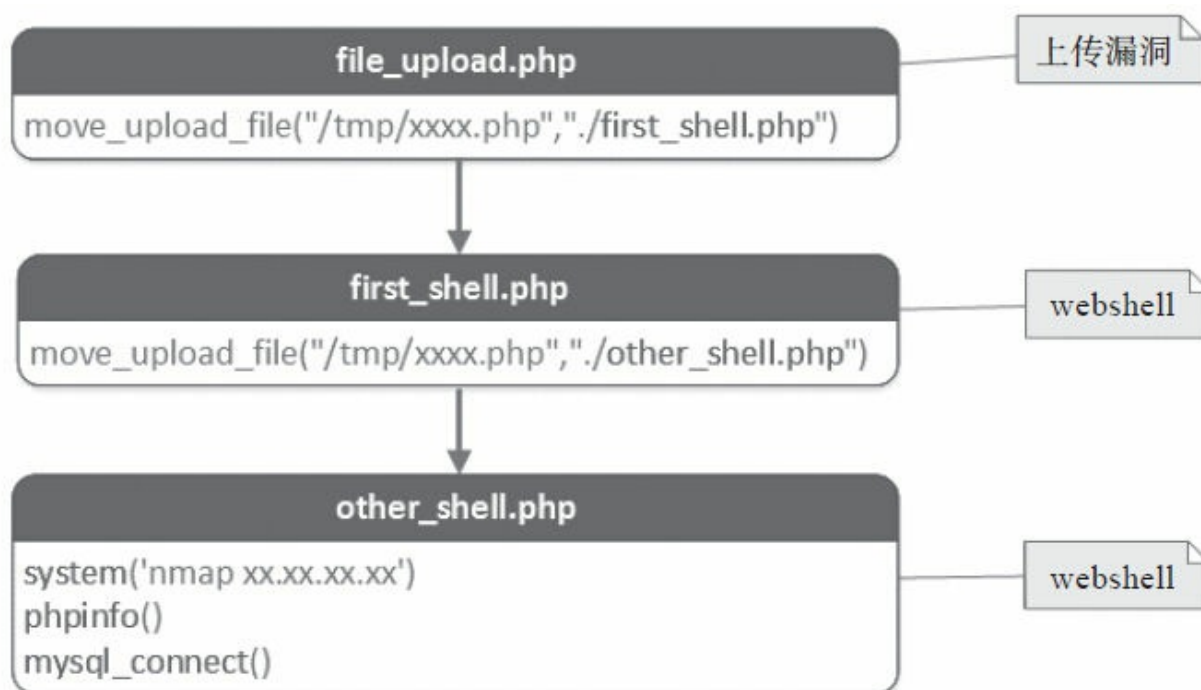 file_upload.php
上传漏洞
move_upload_file("/tmp/xxxx.php","./first_shell.php")
first_shell.php
webshell
move_upload_file("/tmp/xxxx.php","./other_shell.php")
other_shell.php
system('nmap xx.xx.xx.xx')
webshell
phpinfo()
mysql_connect()